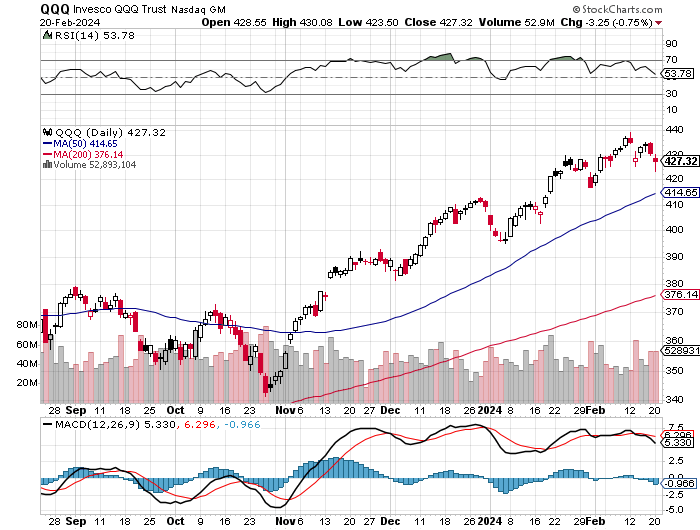 QQQ Invesco QQQ Trust Nasdaq GM © StockCharts.com
20-Feb-2024 Open 428.55 High 430.08 Low 423.50 Close 427.32 Volume 52.9M Chg -3.25 (-0.75%)
RSI(14) 53.78
90
70
53.78
30
10
QQQ (Daily) 427.32
MA(50) 414.65
MA(200) 376.14
Volume 52,893,104
440
430
427.32
420
414.65
410
400
390
380
376.14
370
360
52893104
350
340
80M
60M
40M
20M
28 Sep 11 18 25 Oct 9 16 23 Nov 6 13 20 27 Dec 11 18 26 2024 8 16 22 29 Feb 12 20
MACD(12,26,9) 5.330, 6.296, -0.966
7.5
6.296
5.330
2.5
0.0
-0.966
-2.5
-5.0
28 Sep 11 18 25 Oct 9 16 23 Nov 6 13 20 27 Dec 11 18 26 2024 8 16 22 29 Feb 12 20